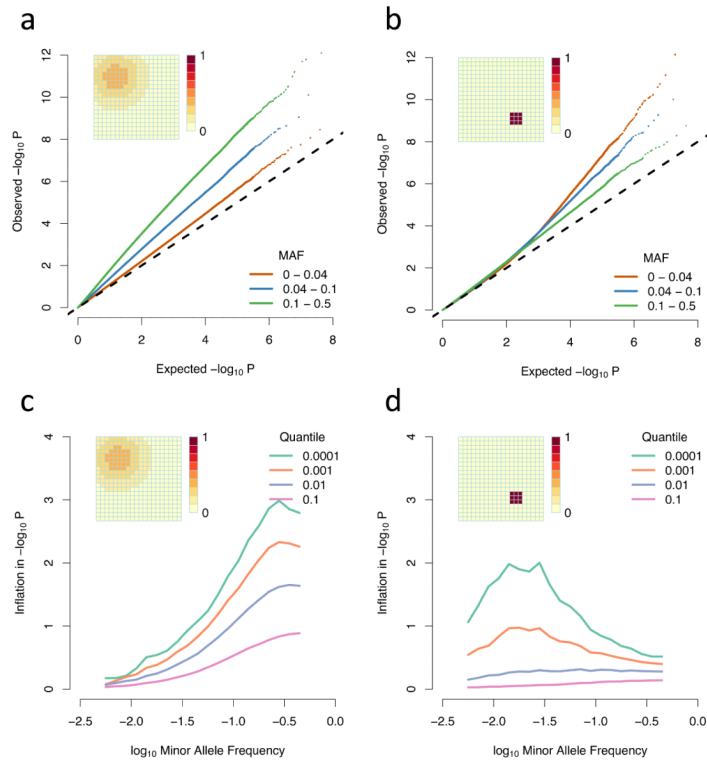 a
12
10
8
6
4
2
0
Observed −log10 P
0 2 4 6 8
Expected −log10 P
1
0
MAF
0 − 0.04
0.04 − 0.1
0.1 − 0.5
b
12
10
8
6
4
2
0
Observed −log10 P
0 2 4 6 8
Expected −log10 P
1
0
MAF
0 − 0.04
0.04 − 0.1
0.1 − 0.5
c
4
3
2
1
0
Inflation in −log10 P
−2.5 −2.0 −1.5 −1.0 −0.5 0.0
log10 Minor Allele Frequency
1
0
Quantile
0.0001
0.001
0.01
0.1
d
4
3
2
1
0
Inflation in −log10 P
−2.5 −2.0 −1.5 −1.0 −0.5 0.0
log10 Minor Allele Frequency
1
0
Quantile
0.0001
0.001
0.01
0.1